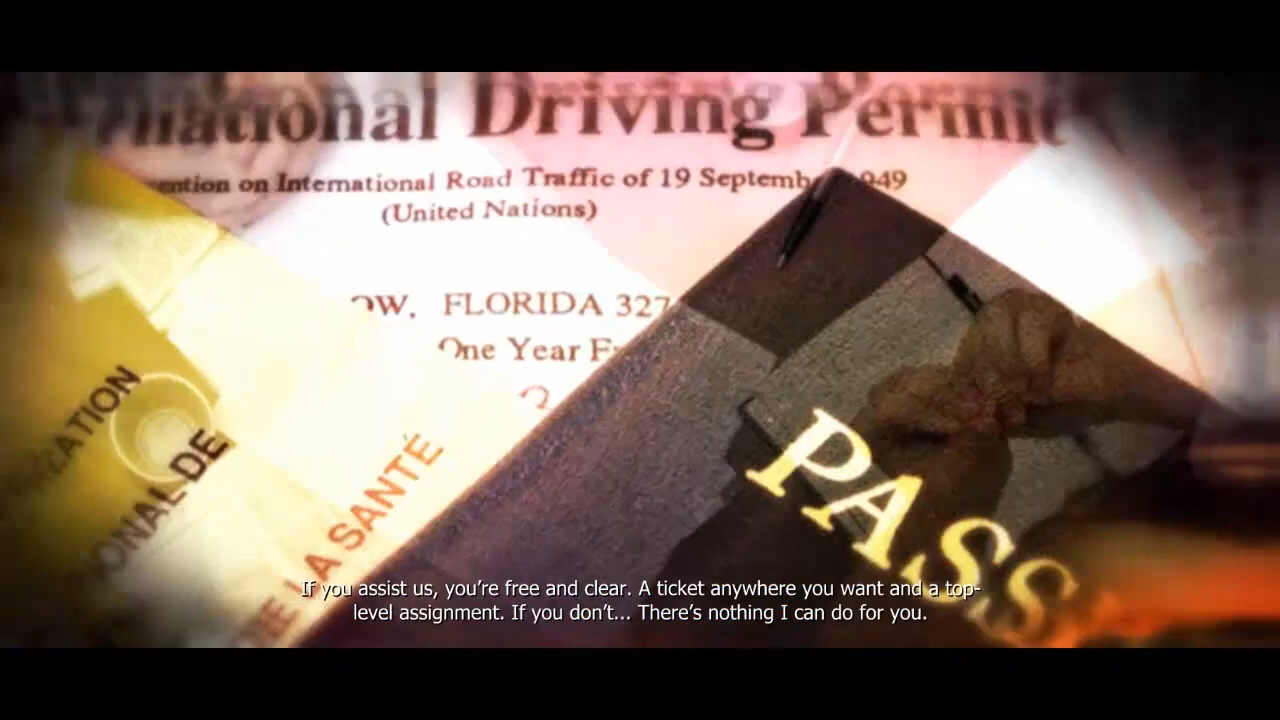 national Driving Permit
ention on International Road Traffic of 19 Septemb 949
(United Nations)
OW, FLORIDA 327
One Year F
CATION
ONAL DE
DE LA SANTÉ
PASS
If you assist us, you're free and clear. A ticket anywhere you want and a top-
level assignment. If you don't... There's nothing I can do for you.